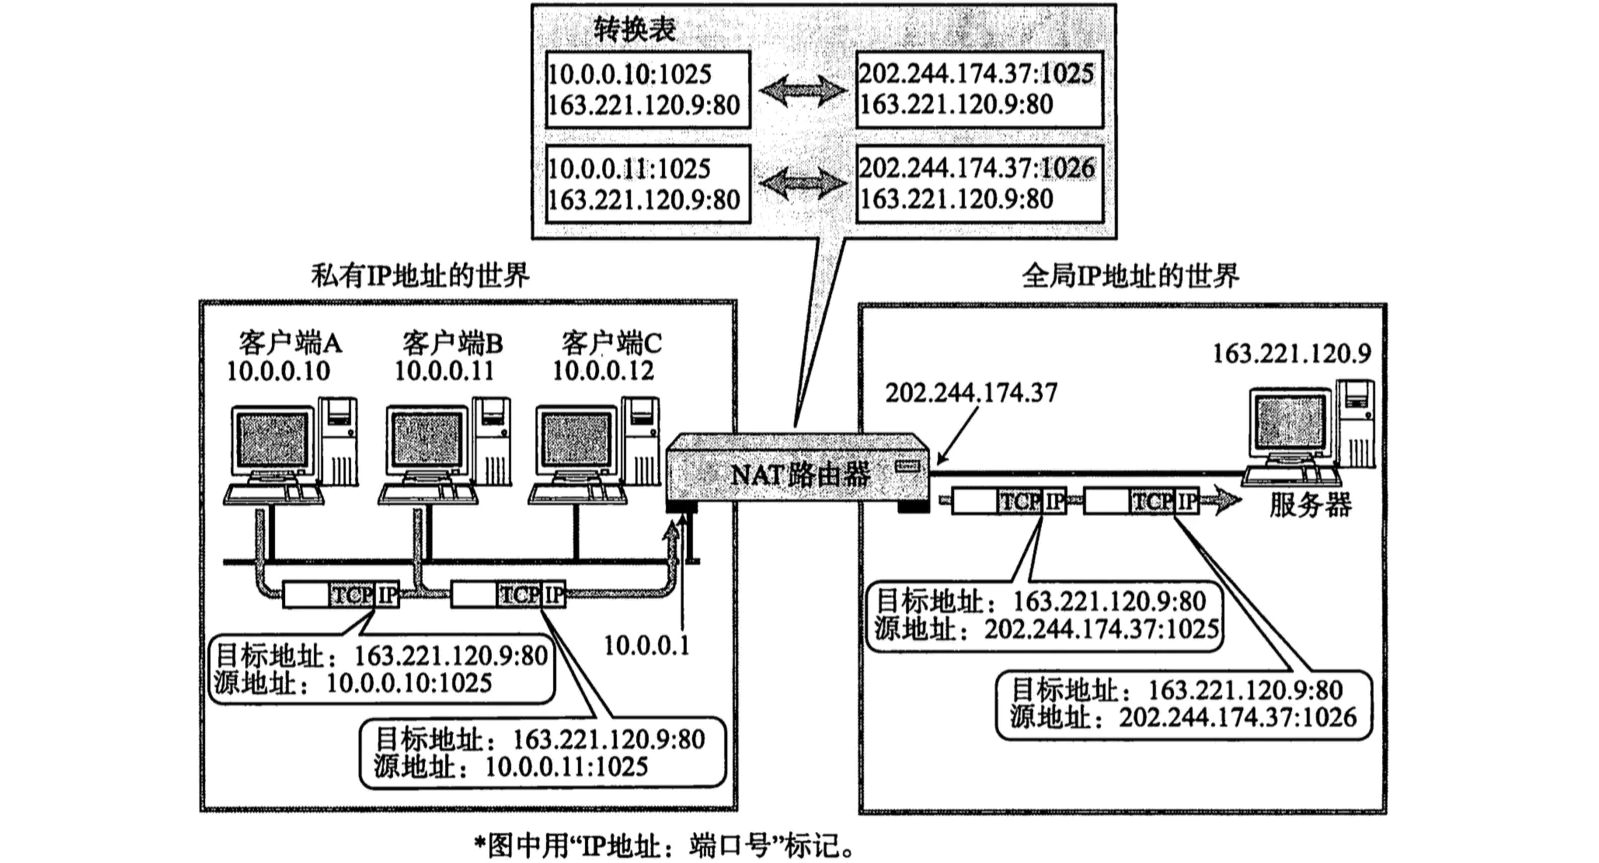 转换表
10.0.0.10:1025
163.221.120.9:80
202.244.174.37:1025
163.221.120.9:80
10.0.0.11:1025
163.221.120.9:80
202.244.174.37:1026
163.221.120.9:80
私有IP地址的世界
客户端A
10.0.0.10
客户端B
10.0.0.11
客户端C
10.0.0.12
NAT路由器
TCP IP
TCP IP
10.0.0.1
目标地址：163.221.120.9:80
源地址：10.0.0.10:1025
目标地址：163.221.120.9:80
源地址：10.0.0.11:1025
全局IP地址的世界
163.221.120.9
202.244.174.37
服务器
TCP IP
TCP IP
目标地址：163.221.120.9:80
源地址：202.244.174.37:1025
目标地址：163.221.120.9:80
源地址：202.244.174.37:1026
*图中用“IP地址：端口号”标记。